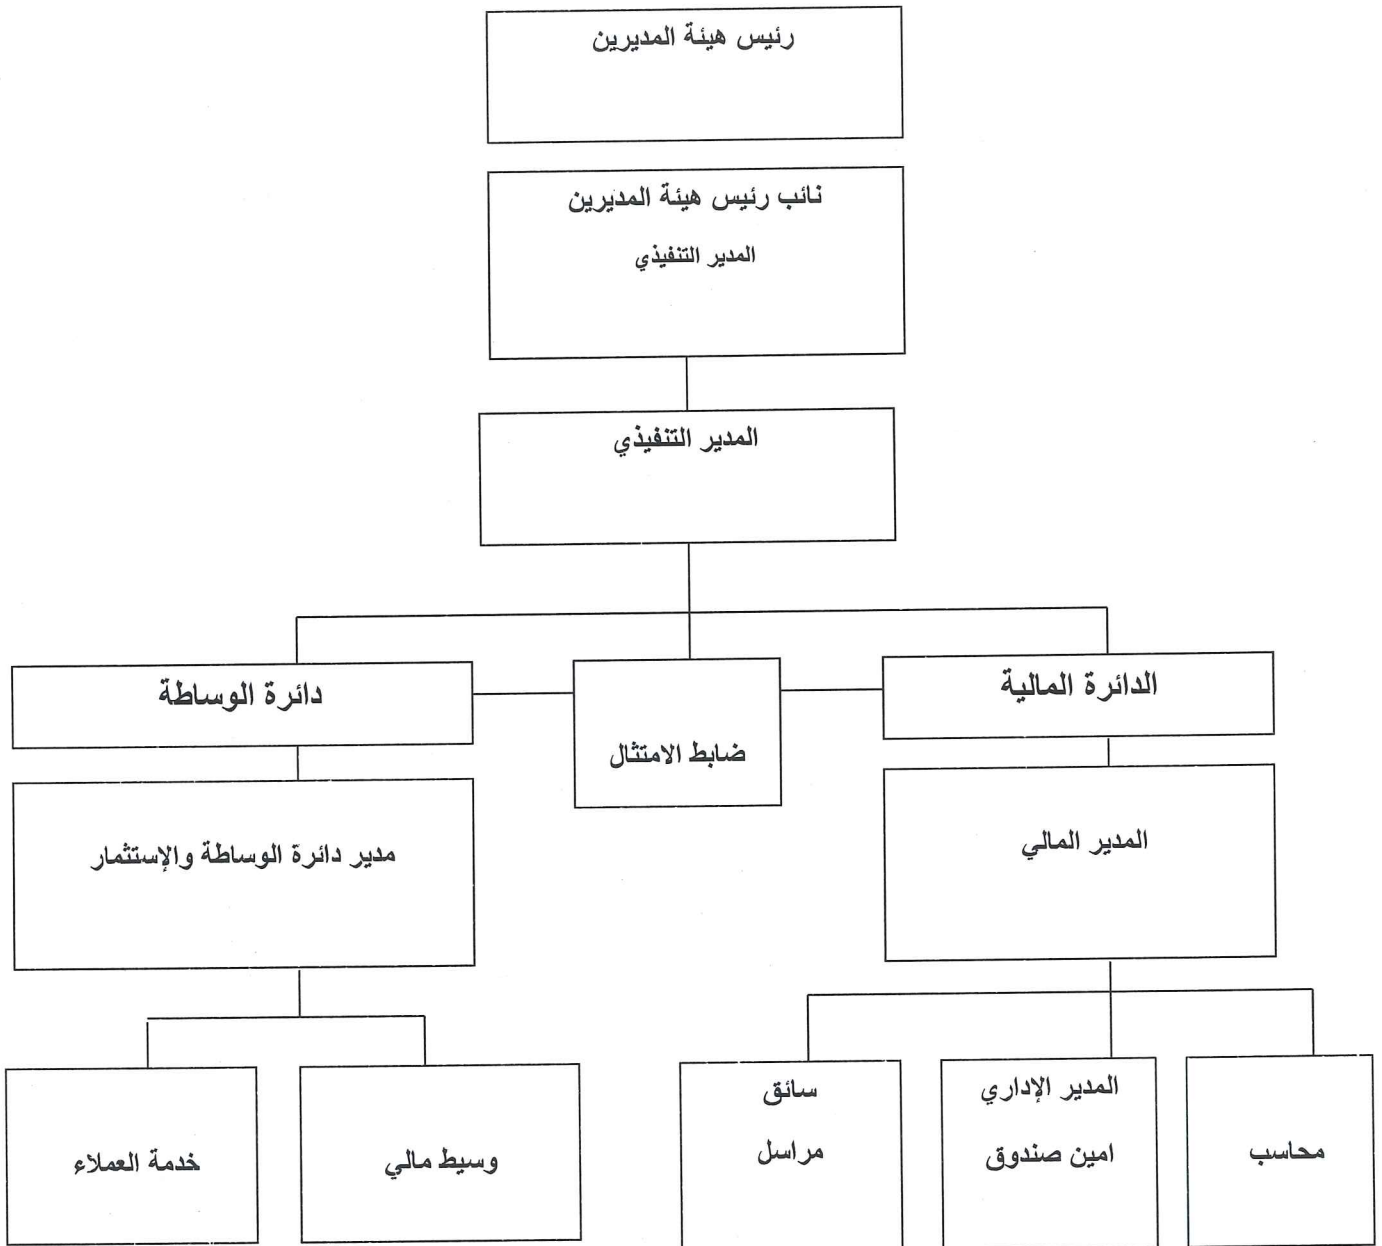 رئيس هيئة المديرين
نائب رئيس هيئة المديرين
المدير التنفيذي
المدير التنفيذي
الدائرة المالية
ضابط الامتثال
دائرة الوساطة
المدير المالي
مدير دائرة الوساطة والإستثمار
محاسب
المدير الإداري
امين صندوق
سائق
مراسل
وسيط مالي
خدمة العملاء